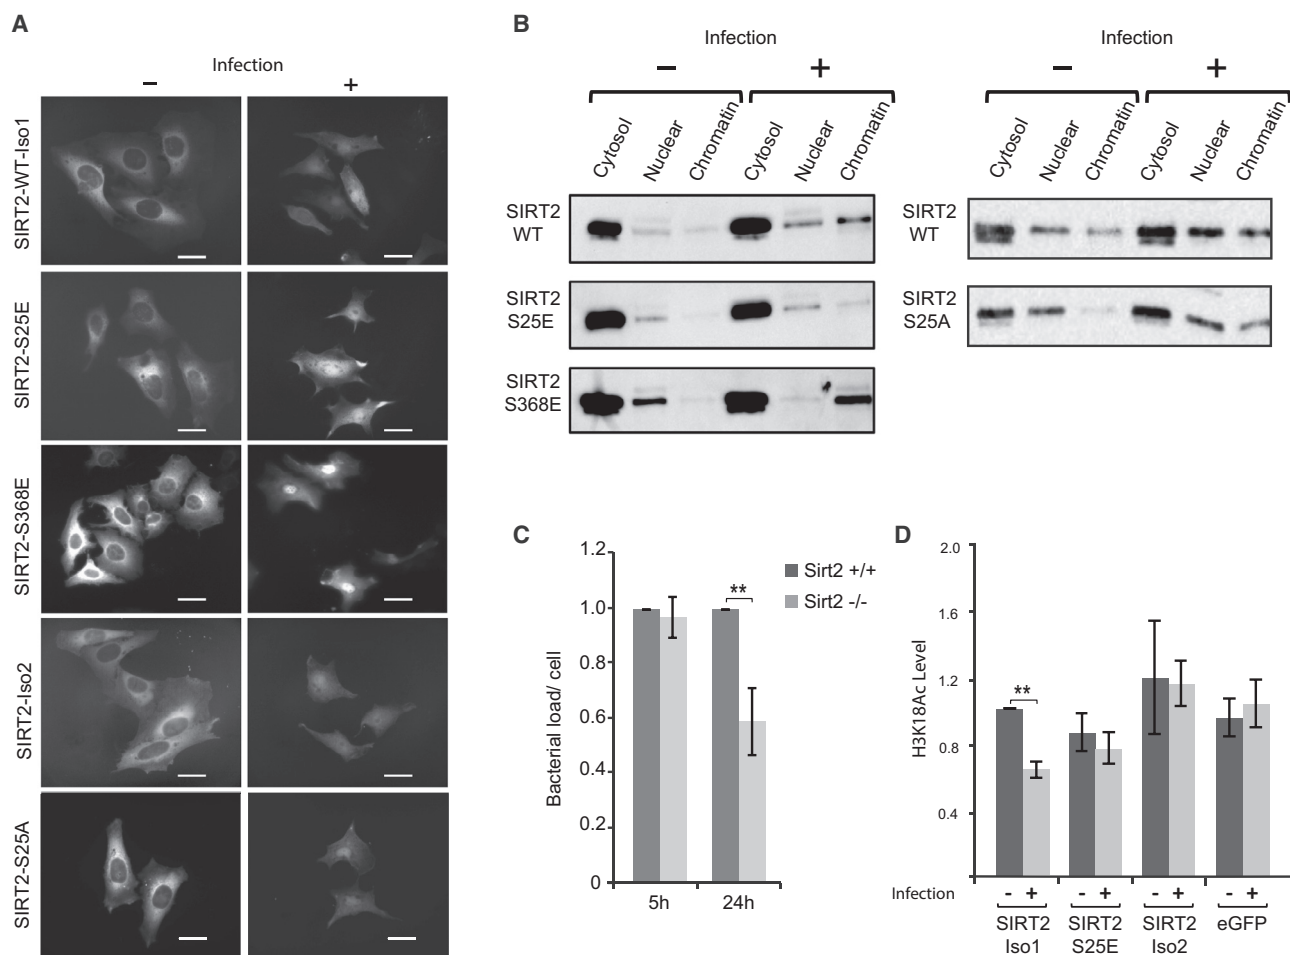 A
Infection
− +
SIRT2-WT-Iso1
SIRT2-S25E
SIRT2-S368E
SIRT2-Iso2
SIRT2-S25A
B
Infection
− +
Cytosol Nuclear Chromatin Cytosol Nuclear Chromatin
SIRT2
WT
SIRT2
S25E
SIRT2
S368E
Infection
− +
Cytosol Nuclear Chromatin Cytosol Nuclear Chromatin
SIRT2
WT
SIRT2
S25A
C
Bacterial load/ cell
1.2
1.0
0.8
0.6
0.4
0.2
0
**
Sirt2 +/+
Sirt2 -/-
5h 24h
D
H3K18Ac Level
2.0
1.6
1.2
0.8
0.4
**
Infection - + - + - + - +
SIRT2 SIRT2 SIRT2 eGFP
Iso1 S25E Iso2